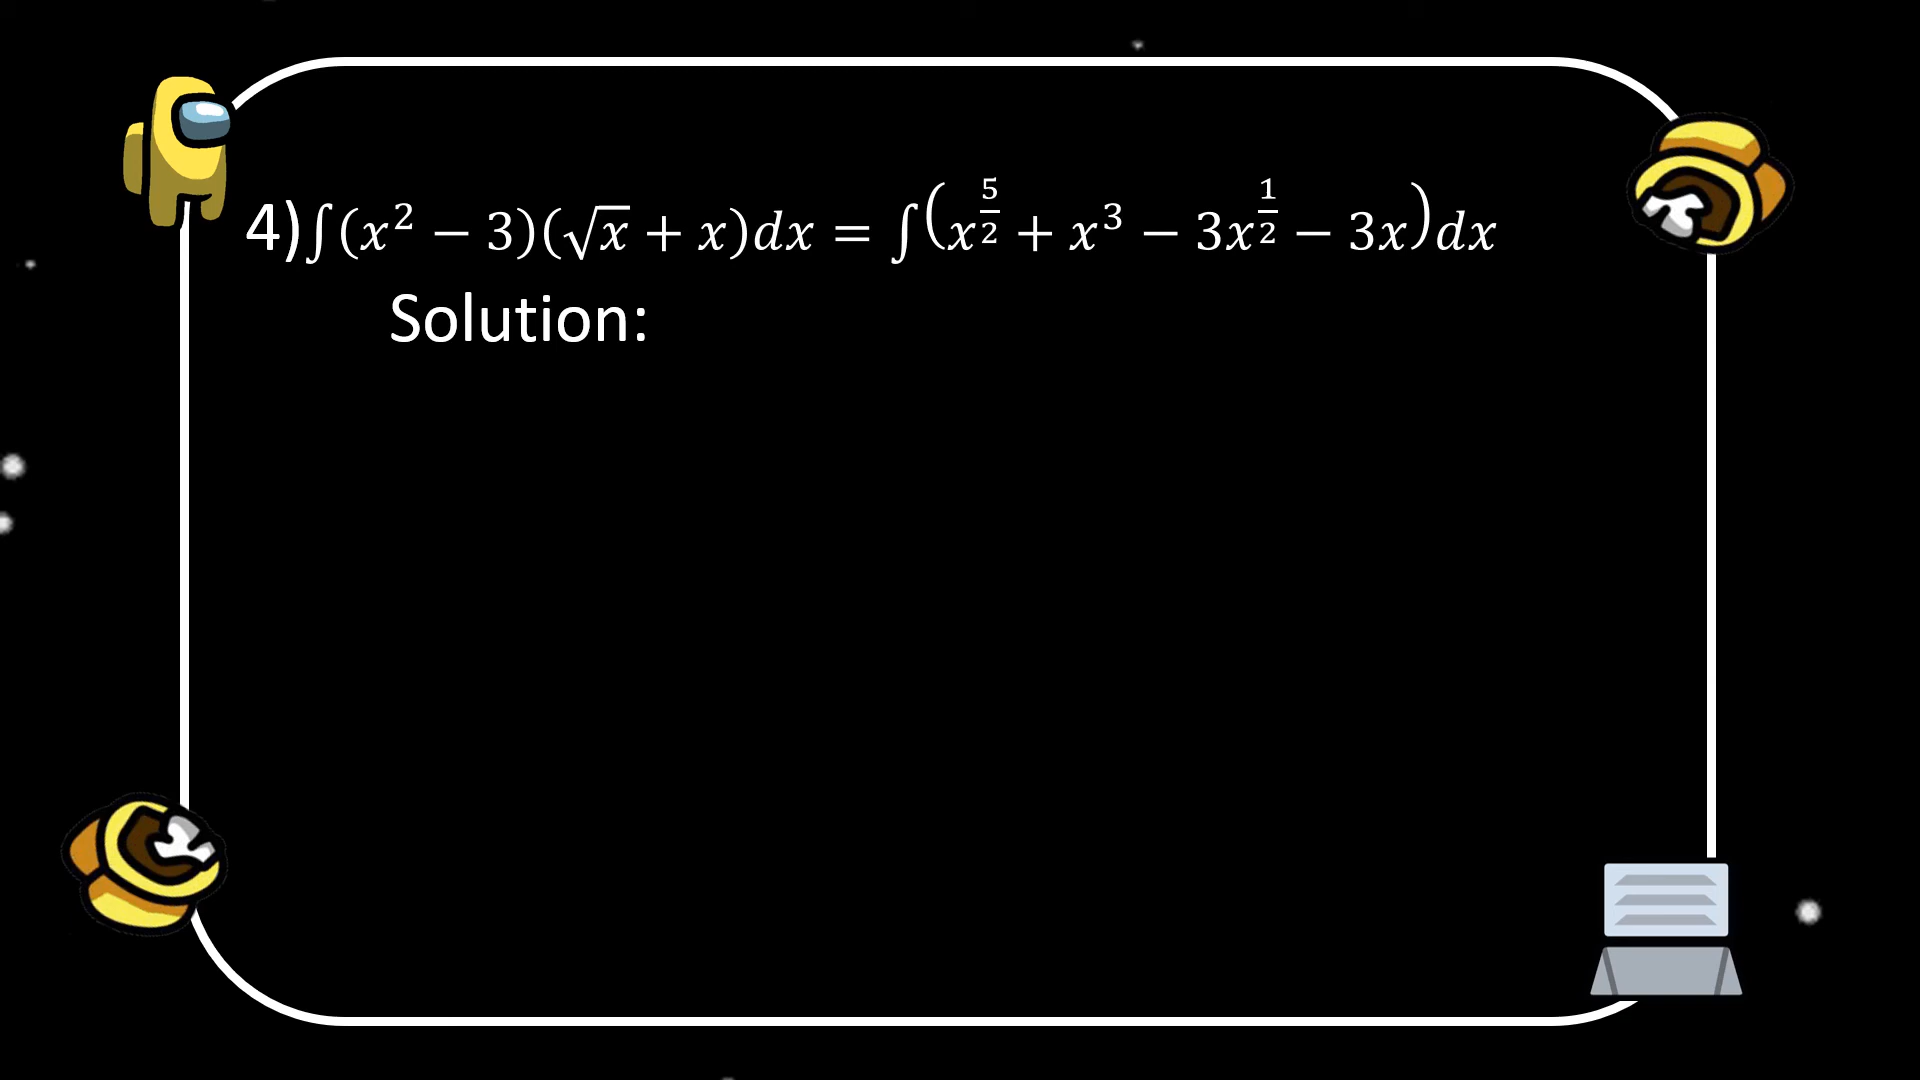 4)∫(x² − 3)(√x + x)dx = ∫(x^{5/2} + x³ − 3x^{1/2} − 3x)dx
Solution: